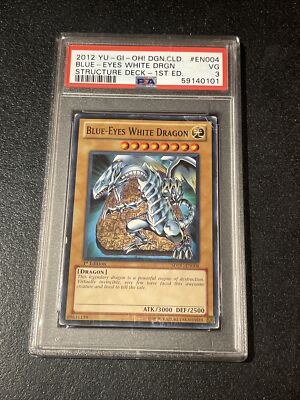 2012 YU-GI-OH! DGN.CLD. #EN004
BLUE-EYES WHITE DRGN VG
STRUCTURE DECK-1ST ED. 3
PSA 59140101
BLUE-EYES WHITE DRAGON
1st Edition
[DRAGON]
This legendary dragon is a powerful engine of destruction.
Virtually invincible, very few have faced this awesome
creature and lived to tell the tale.
ATK/3000 DEF/2500